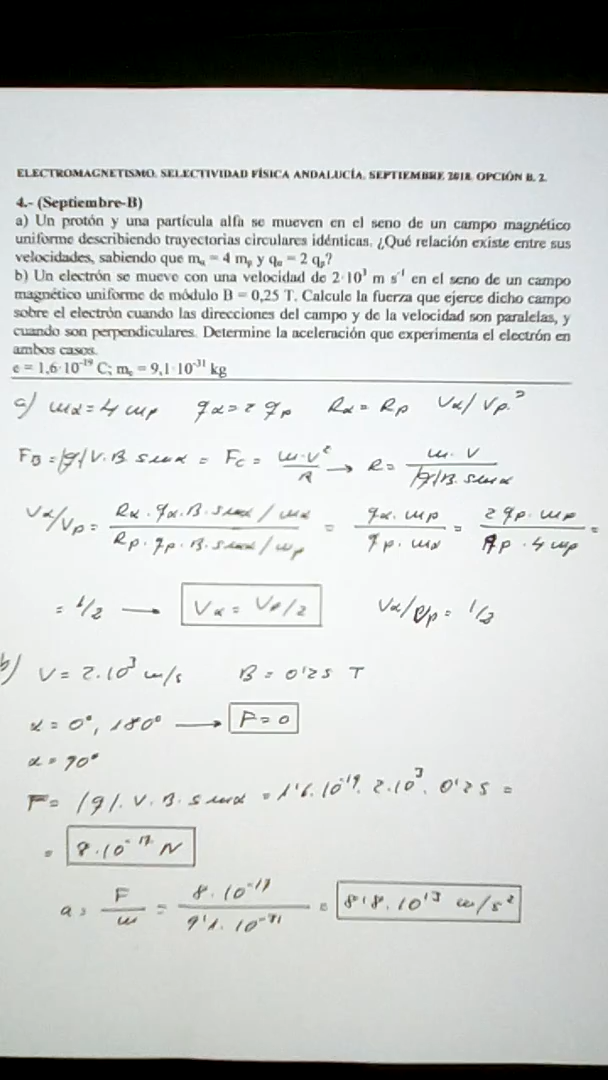 ELECTROMAGNETISMO. SELECTIVIDAD FÍSICA ANDALUCÍA. SEPTIEMBRE 2018. OPCIÓN B. 2.
4.- (Septiembre-B)
a) Un protón y una partícula alfa se mueven en el seno de un campo magnético
uniforme describiendo trayectorias circulares idénticas. ¿Qué relación existe entre sus
velocidades, sabiendo que mα = 4 mp y qα = 2 qp?
b) Un electrón se mueve con una velocidad de 2·10³ m s⁻¹ en el seno de un campo
magnético uniforme de módulo B = 0,25 T. Calcule la fuerza que ejerce dicho campo
sobre el electrón cuando las direcciones del campo y de la velocidad son paralelas, y
cuando son perpendiculares. Determine la aceleración que experimenta el electrón en
ambos casos.
e = 1,6·10⁻¹⁹ C; me = 9,1·10⁻³¹ kg
a) mα = 4 mp qα = 2 qp Rα = Rp Vα/Vp?
FB = |q|V.B.senα = Fc = m·v²/R → R = m·V/|q|B.senα
Vα/Vp = Rα.qα.B.senα/mα / Rp.qp.B.senα/mp = qα.mp / qp.mα = 2qp.mp / qp.4mp =
= 1/2 → Vα = Vp/2 Vα/Vp = 1/2
b) V = 2.10³ m/s B = 0'25 T
α = 0°, 180° → F = 0
α = 90°
F = |q|.V.B.senα = 1'6.10⁻¹⁹.2.10³.0'25 =
= 8.10⁻¹⁷ N
a = F/m = 8.10⁻¹⁷ / 9'1.10⁻³¹ = 8'8.10¹³ m/s²